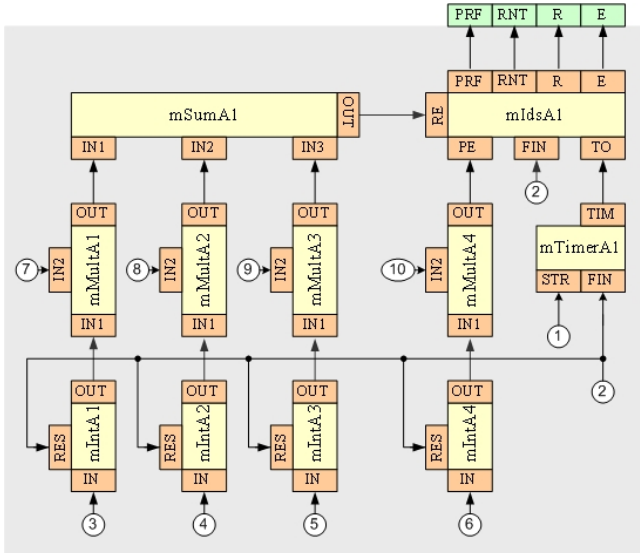 PRF RNT R E
PRF RNT R E
mSumA1 OUT RE mIdsA1
IN1 IN2 IN3 PE FIN TO
2
OUT OUT OUT OUT TIM
7 IN2 mMultA1 8 IN2 mMultA2 9 IN2 mMultA3 10 IN2 mMultA4 mTimerA1
STR FIN
IN1 IN1 IN1 IN1 1
OUT OUT OUT OUT 2
RES mIntA1 RES mIntA2 RES mIntA3 RES mIntA4
IN IN IN IN
3 4 5 6